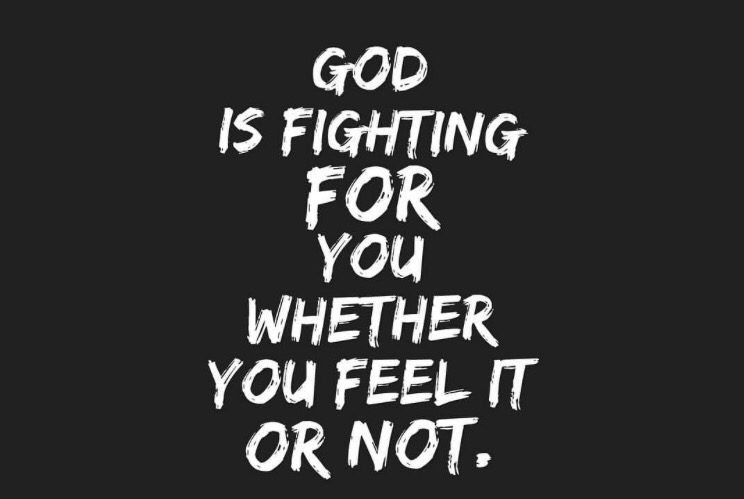 GOD
IS FIGHTING
FOR
YOU
WHETHER
YOU FEEL IT
OR NOT.